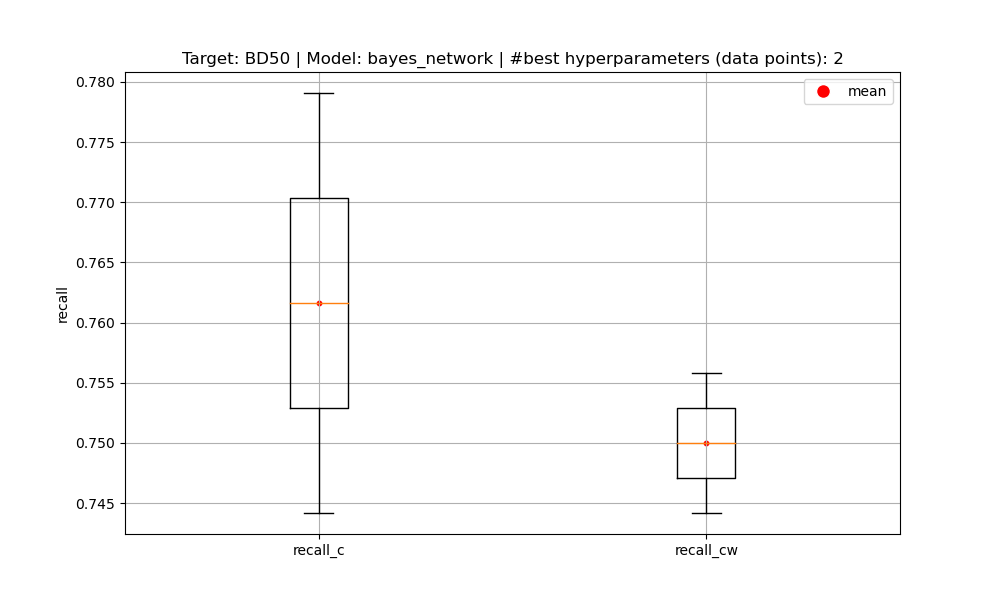 Target: BD50 | Model: bayes_network | #best hyperparameters (data points): 2
mean
0.780
0.775
0.770
0.765
0.760
0.755
0.750
0.745
recall
recall_c
recall_cw